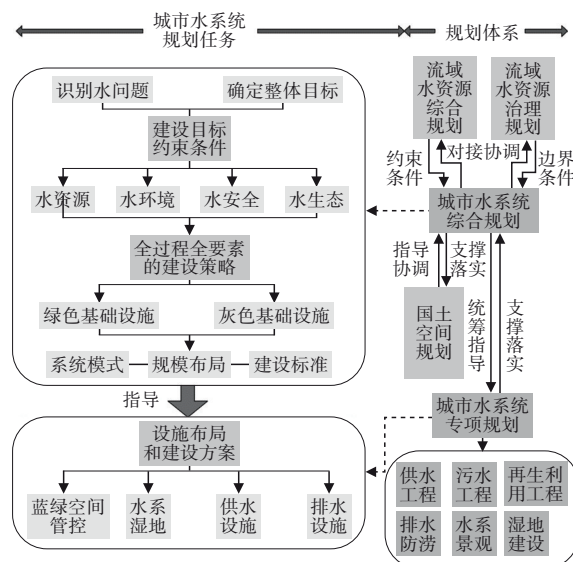 城市水系统
规划任务
规划体系
识别水问题
确定整体目标
建设目标
约束条件
水资源
水环境
水安全
水生态
全过程全要素
的建设策略
绿色基础设施
灰色基础设施
系统模式
规模布局
建设标准
指导
设施布局
和建设方案
蓝绿空间
管控
水系
湿地
供水
设施
排水
设施
流域
水资源
综合
规划
流域
水资源
治理
规划
约束
条件
对接协调
边界
条件
城市水系统
综合规划
指导
协调
支撑
落实
国土
空间
规划
统筹指导
支撑落实
城市水系统
专项规划
供水
工程
污水
工程
再生利
用工程
排水
防涝
水系
景观
湿地
建设